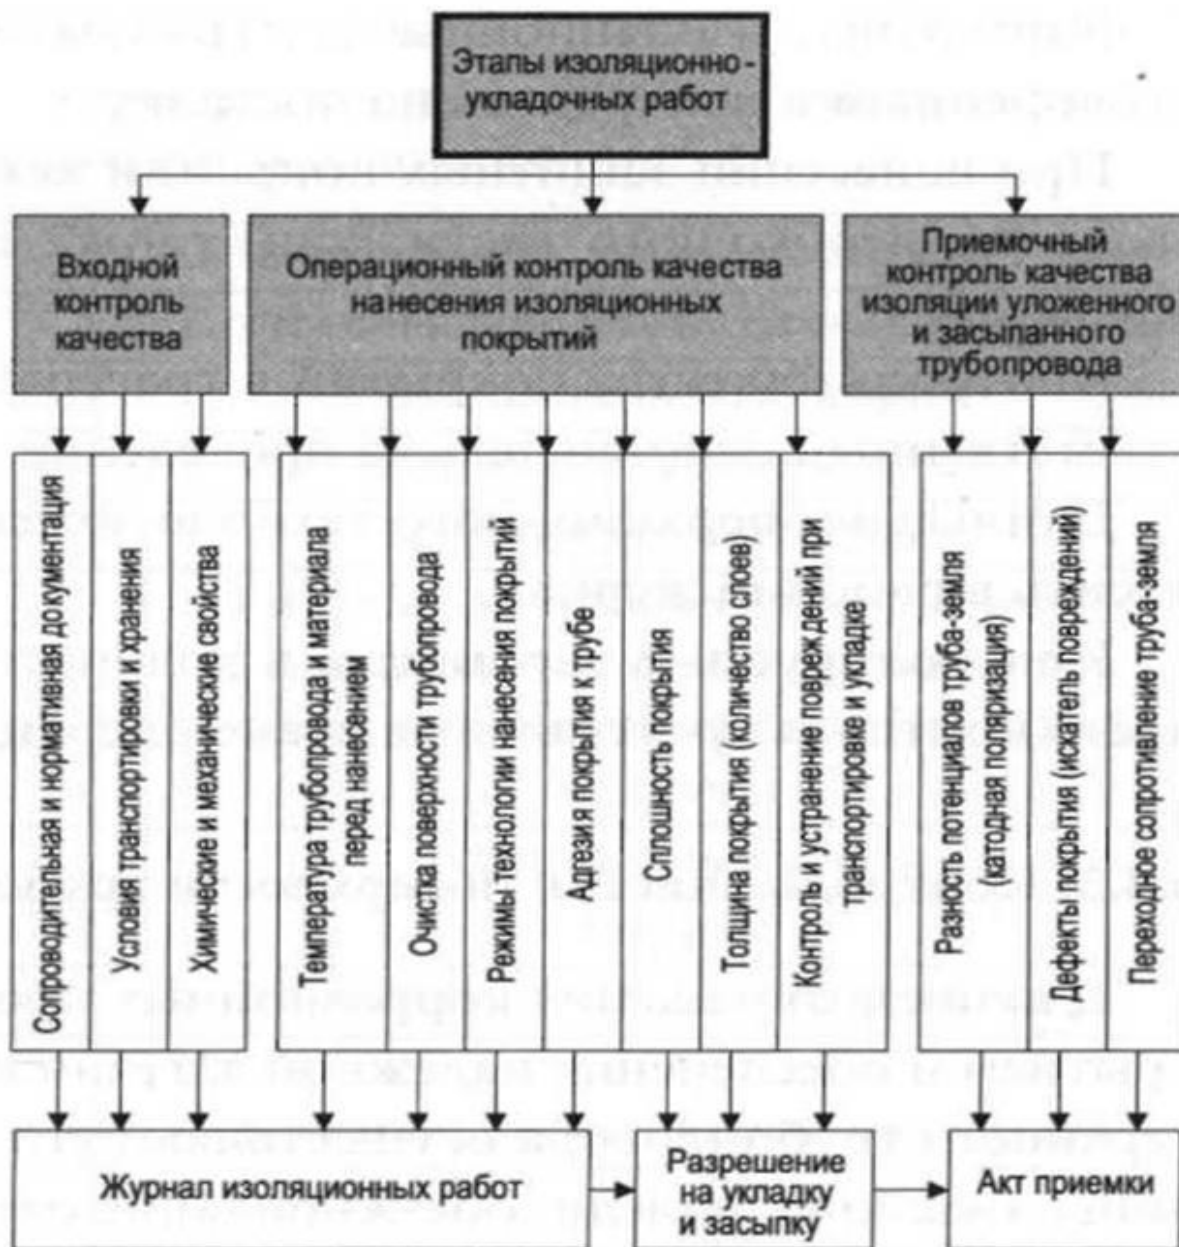 Этапы изоляционно-
укладочных работ
Входной
контроль
качества
Операционный контроль качества
нанесения изоляционных
покрытий
Приемочный
контроль качества
изоляции уложенного
и засыпанного
трубопровода
Сопроводительная и нормативная документация
Условия транспортировки и хранения
Химические и механические свойства
Температура трубопровода и материала
перед нанесением
Очистка поверхности трубопровода
Режимы технологии нанесения покрытий
Адгезия покрытия к трубе
Сплошность покрытия
Толщина покрытия (количество слоев)
Контроль и устранение повреждений при
транспортировке и укладке
Разность потенциалов труба-земля
(катодная поляризация)
Дефекты покрытия (искатель повреждений)
Переходное сопротивление труба-земля
Журнал изоляционных работ
Разрешение
на укладку
и засыпку
Акт приемки